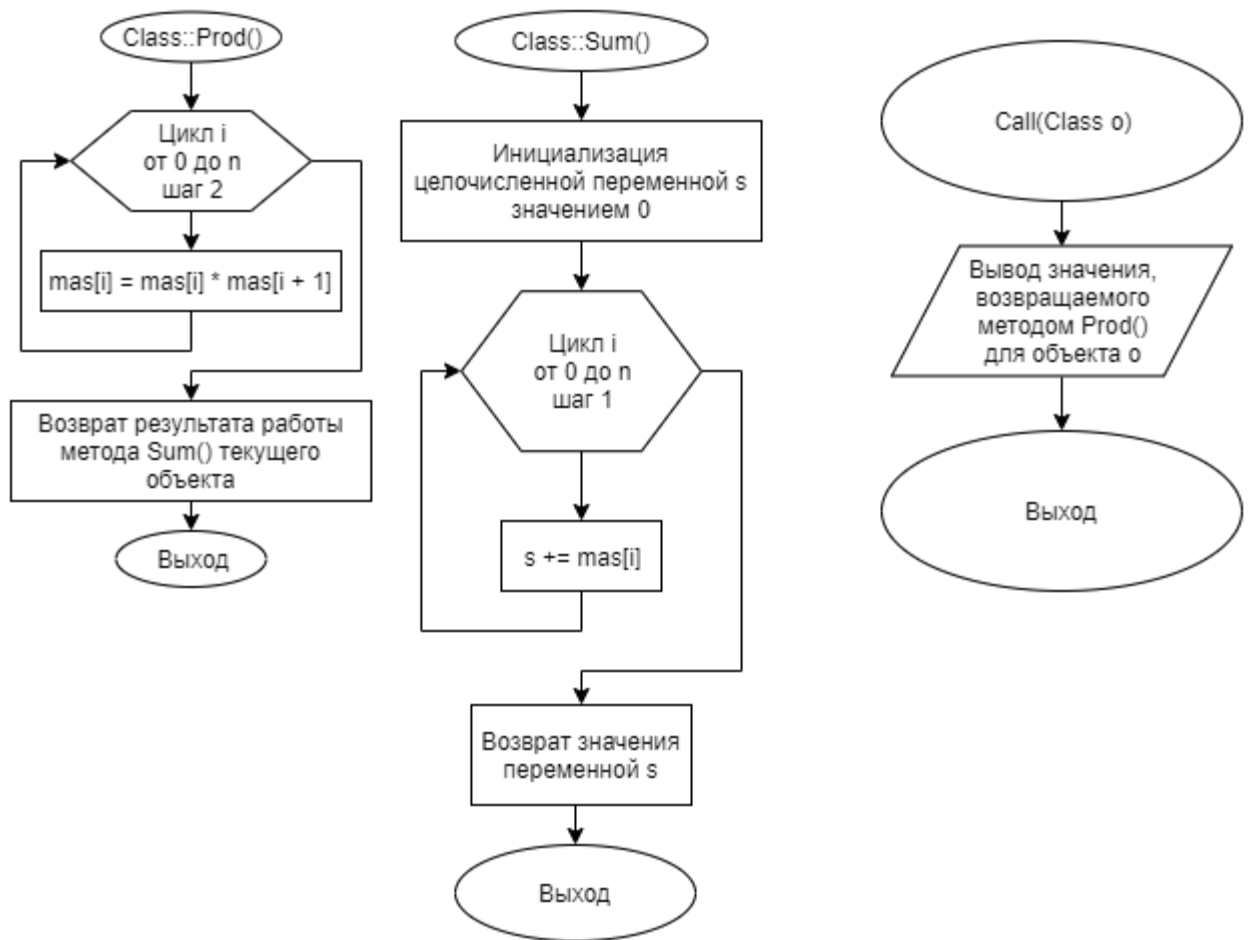 Class::Prod()
Цикл i
от 0 до n
шаг 2
mas[i] = mas[i] * mas[i + 1]
Возврат результата работы
метода Sum() текущего
объекта
Выход
Class::Sum()
Инициализация
целочисленной переменной s
значением 0
Цикл i
от 0 до n
шаг 1
s += mas[i]
Возврат значения
переменной s
Выход
Call(Class o)
Вывод значения,
возвращаемого
методом Prod()
для объекта о
Выход